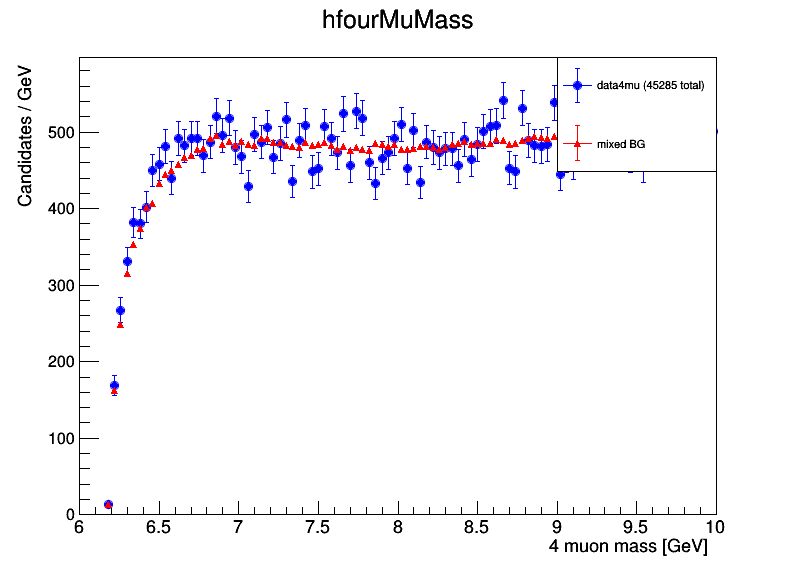 hfourMuMass
Candidates / GeV
data4mu (45285 total)
mixed BG
500
400
300
200
100
0
6 6.5 7 7.5 8 8.5 9 9.5 10
4 muon mass [GeV]